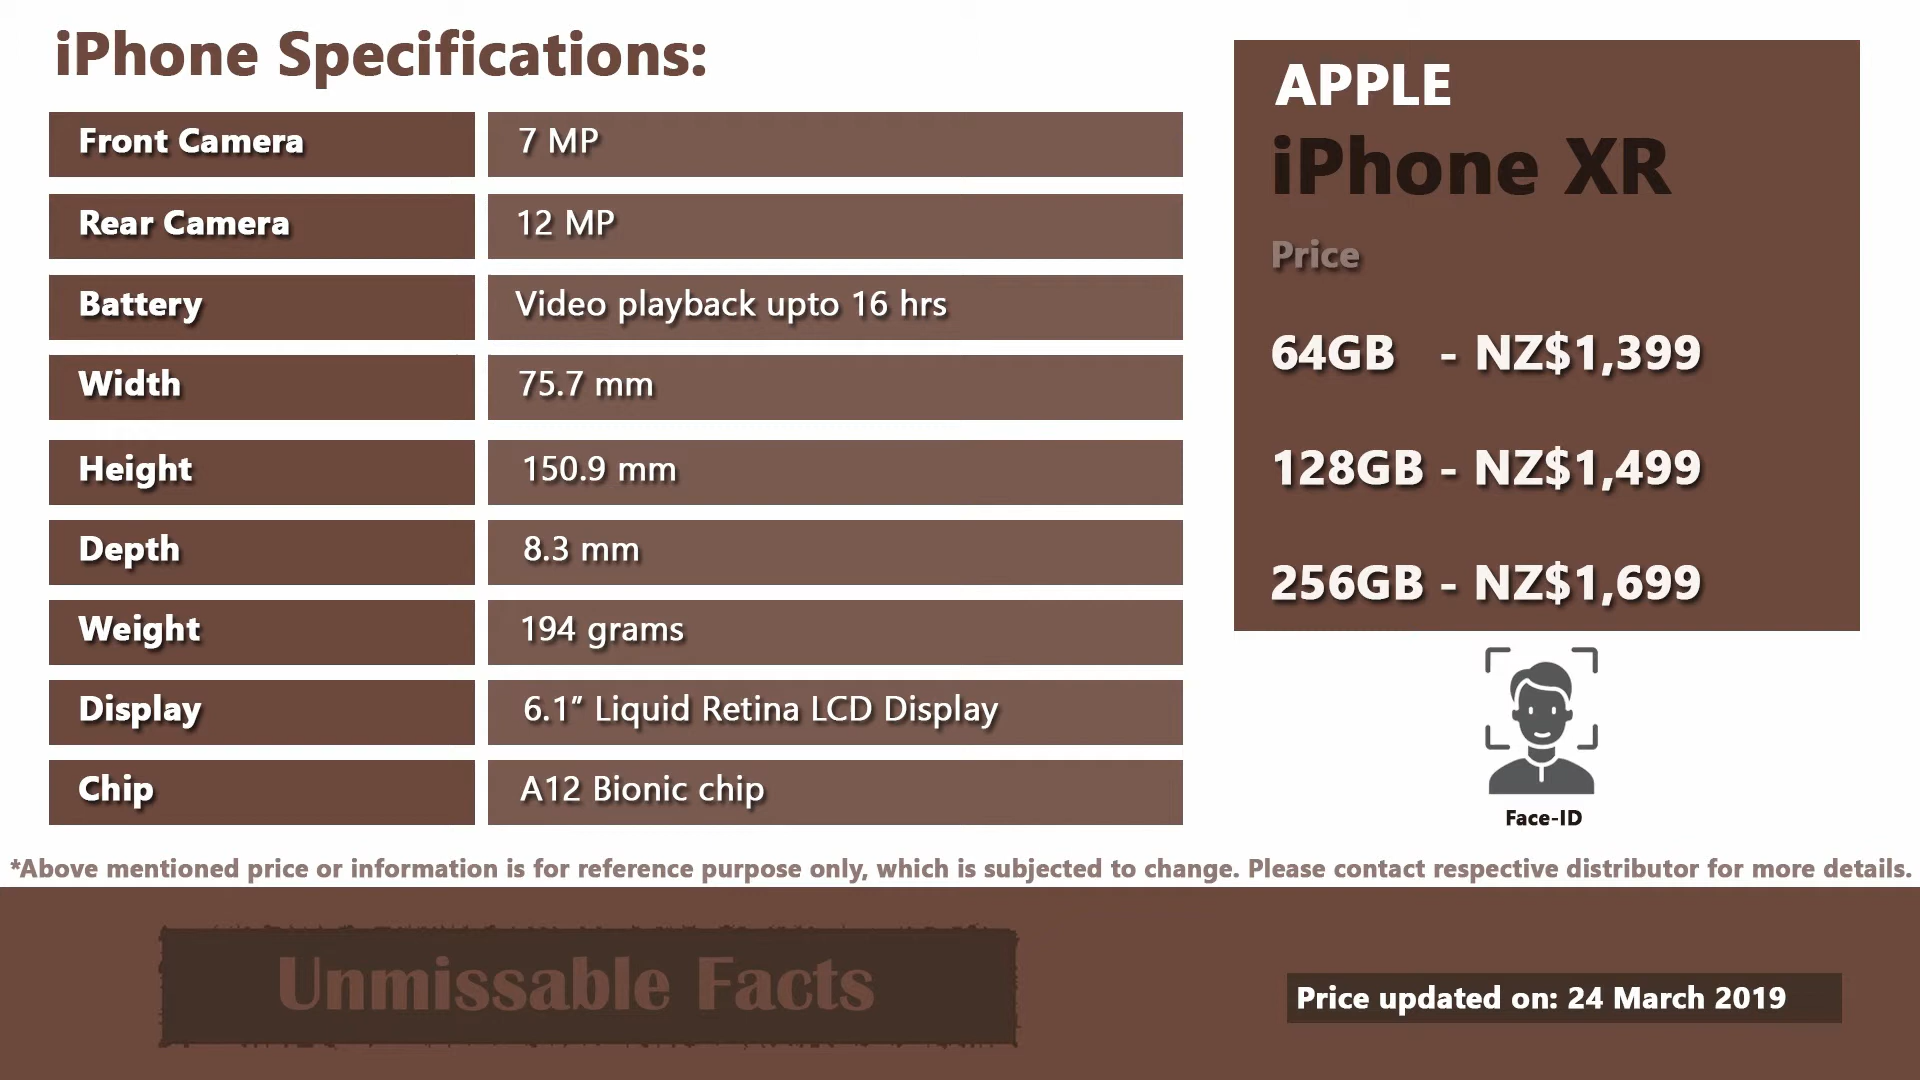 iPhone Specifications:
Front Camera 7 MP
Rear Camera 12 MP
Battery Video playback upto 16 hrs
Width 75.7 mm
Height 150.9 mm
Depth 8.3 mm
Weight 194 grams
Display 6.1” Liquid Retina LCD Display
Chip A12 Bionic chip
APPLE
iPhone XR
Price
64GB - NZ$1,399
128GB - NZ$1,499
256GB - NZ$1,699
Face-ID
*Above mentioned price or information is for reference purpose only, which is subjected to change. Please contact respective distributor for more details.
Unmissable Facts
Price updated on: 24 March 2019